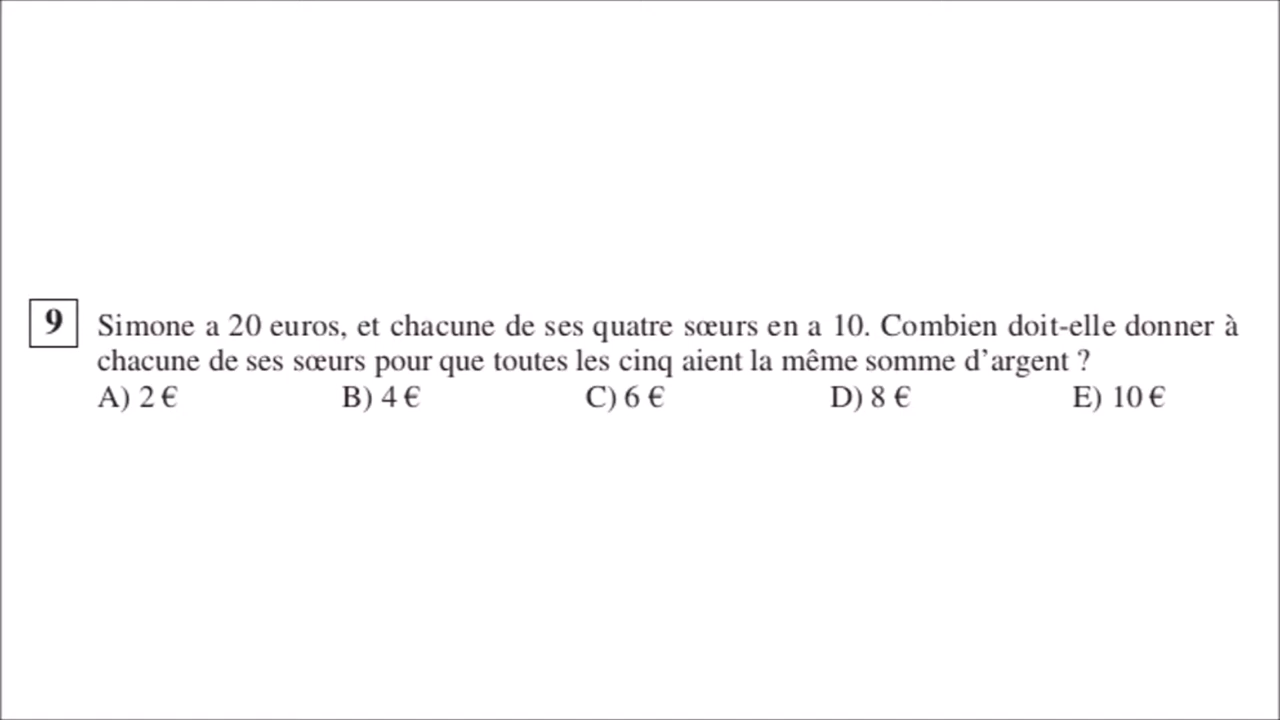 9 Simone a 20 euros, et chacune de ses quatre sœurs en a 10. Combien doit-elle donner à
chacune de ses sœurs pour que toutes les cinq aient la même somme d’argent ?
A) 2 € B) 4 € C) 6 € D) 8 € E) 10 €